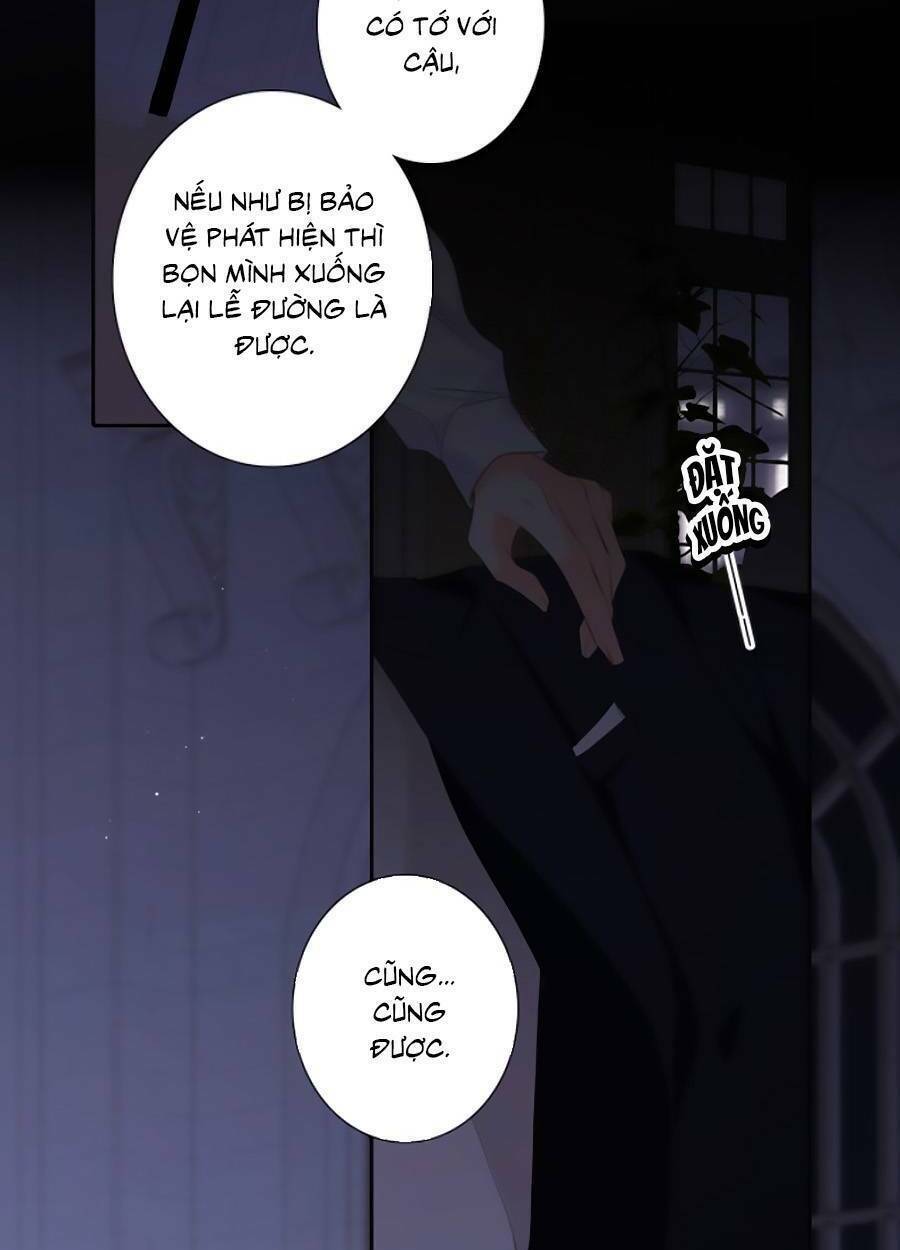 CÓ TỚ VỚI
CẬU,
NẾU NHƯ BỊ BẢO
VỆ PHÁT HIỆN THÌ
BỌN MÌNH XUỐNG
LẠI LỄ ĐƯỜNG LÀ
ĐƯỢC.
ĐẶT
XUỐNG
CŨNG...
CŨNG
ĐƯỢC.